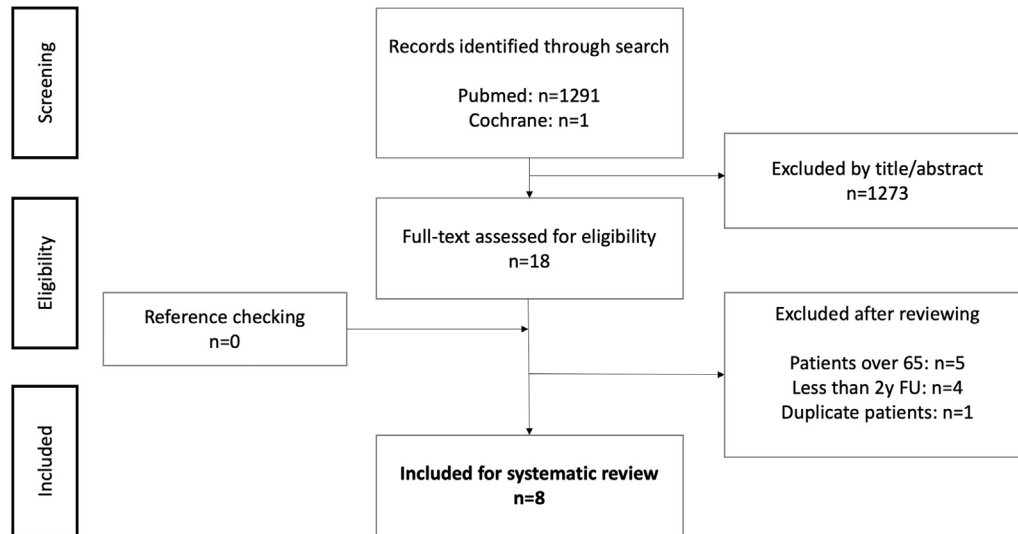 Screening
Records identified through search
Pubmed: n=1291
Cochrane: n=1
Excluded by title/abstract
n=1273
Eligibility
Full-text assessed for eligibility
n=18
Reference checking
n=0
Excluded after reviewing
Patients over 65: n=5
Less than 2y FU: n=4
Duplicate patients: n=1
Included
Included for systematic review
n=8